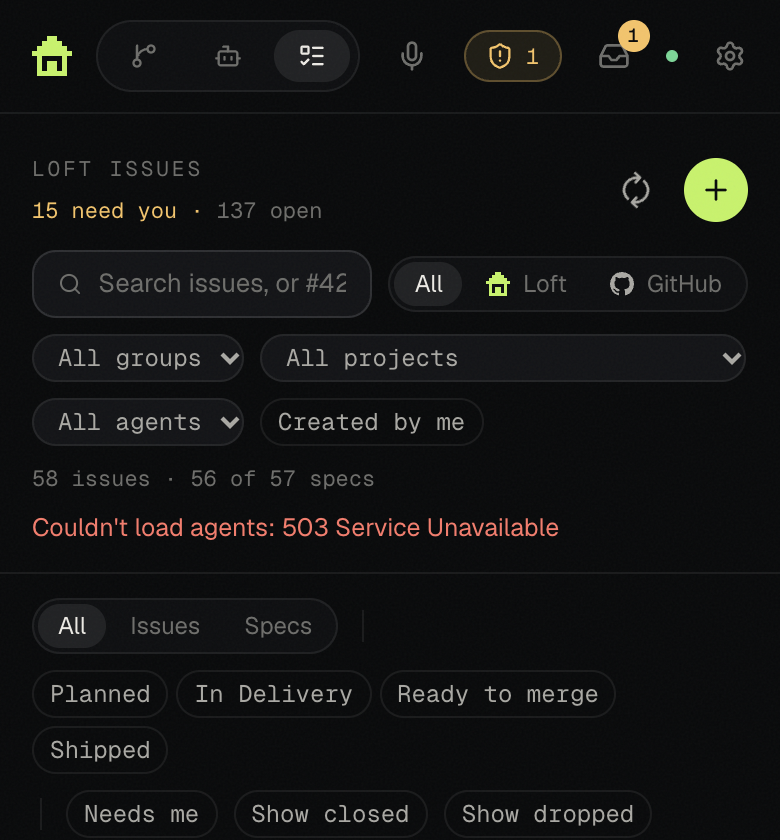 1
1
LOFT ISSUES
15 need you · 137 open
Search issues, or #42
All
Loft
GitHub
All groups
All projects
All agents
Created by me
58 issues · 56 of 57 specs
Couldn't load agents: 503 Service Unavailable
All
Issues
Specs
Planned
In Delivery
Ready to merge
Shipped
Needs me
Show closed
Show dropped